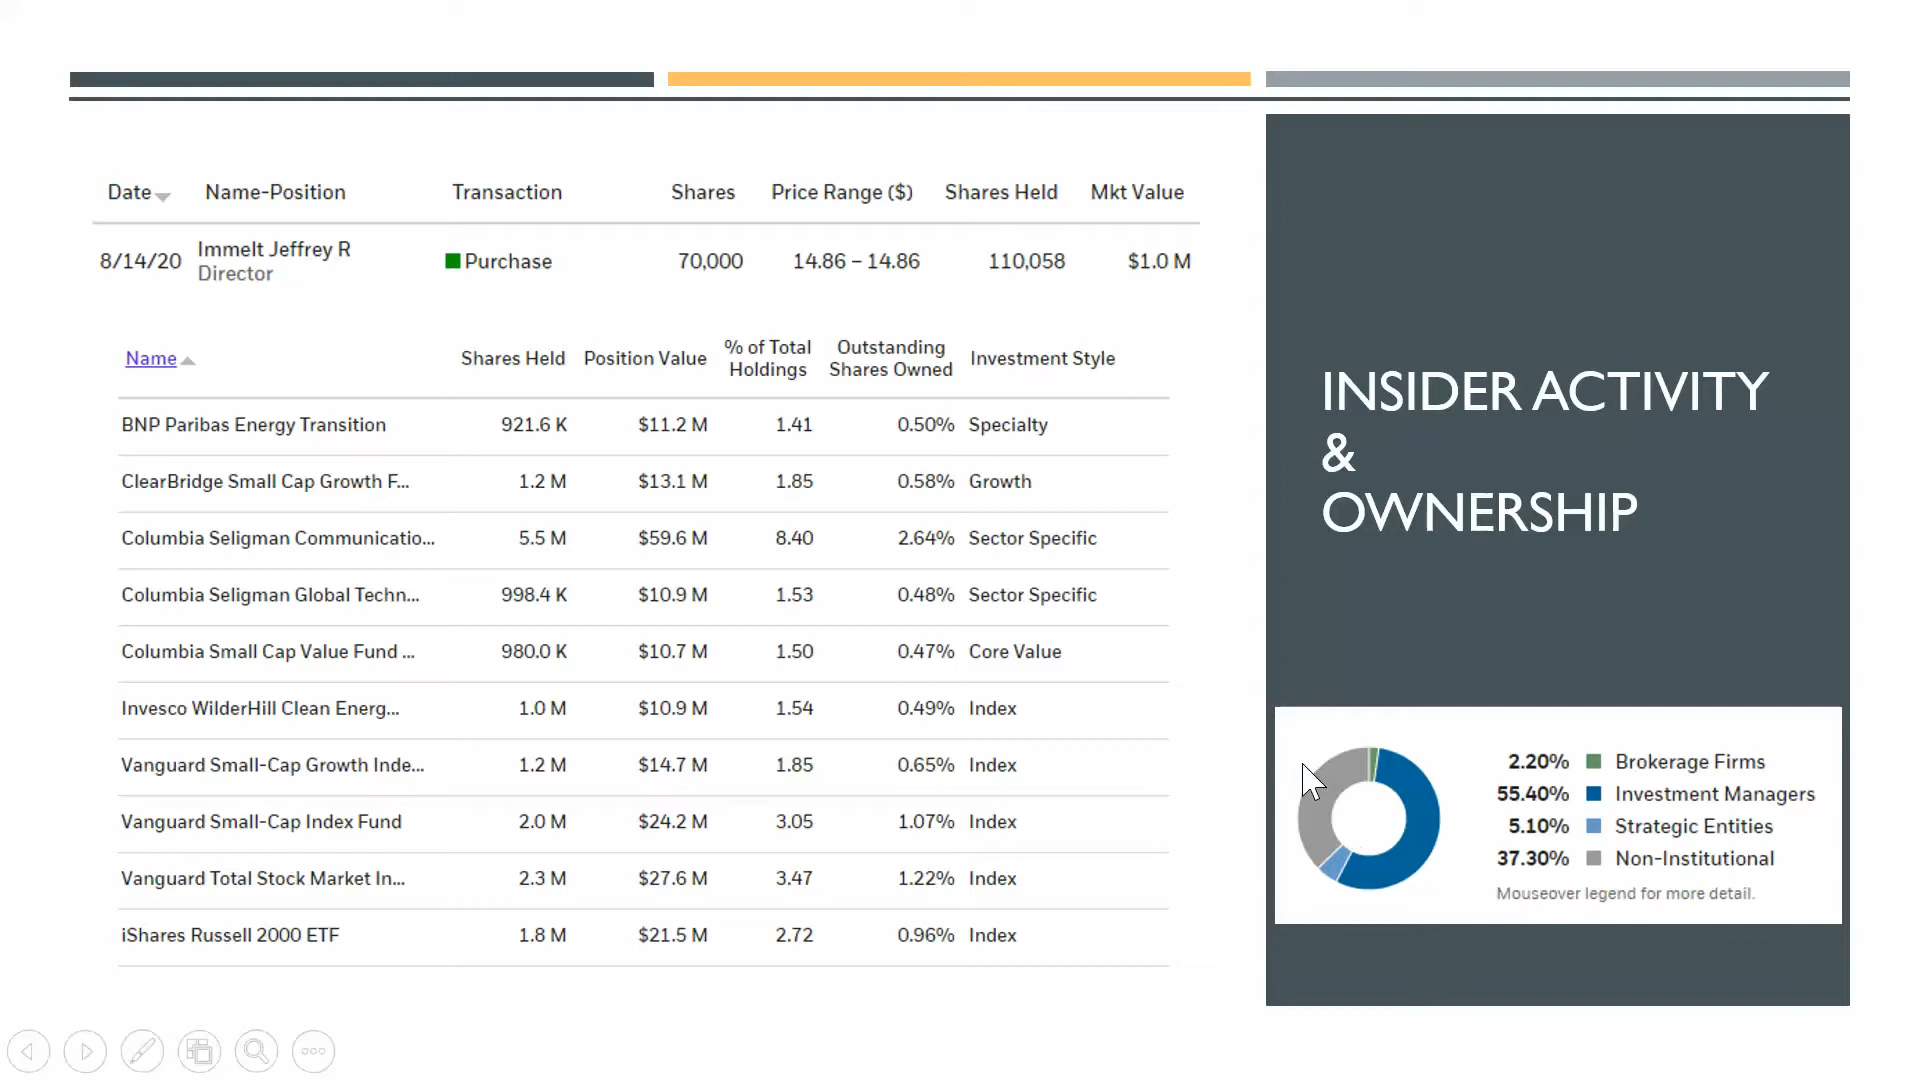 Date Name-Position Transaction Shares Price Range ($) Shares Held Mkt Value
8/14/20 Immelt Jeffrey R Director Purchase 70,000 14.86 – 14.86 110,058 $1.0 M
Name Shares Held Position Value % of Total Holdings Outstanding Shares Owned Investment Style
BNP Paribas Energy Transition 921.6 K $11.2 M 1.41 0.50% Specialty
ClearBridge Small Cap Growth F... 1.2 M $13.1 M 1.85 0.58% Growth
Columbia Seligman Communicatio... 5.5 M $59.6 M 8.40 2.64% Sector Specific
Columbia Seligman Global Techn... 998.4 K $10.9 M 1.53 0.48% Sector Specific
Columbia Small Cap Value Fund ... 980.0 K $10.7 M 1.50 0.47% Core Value
Invesco WilderHill Clean Energ... 1.0 M $10.9 M 1.54 0.49% Index
Vanguard Small-Cap Growth Inde... 1.2 M $14.7 M 1.85 0.65% Index
Vanguard Small-Cap Index Fund 2.0 M $24.2 M 3.05 1.07% Index
Vanguard Total Stock Market In... 2.3 M $27.6 M 3.47 1.22% Index
iShares Russell 2000 ETF 1.8 M $21.5 M 2.72 0.96% Index
INSIDER ACTIVITY
&
OWNERSHIP
2.20% Brokerage Firms
55.40% Investment Managers
5.10% Strategic Entities
37.30% Non-Institutional
Mouseover legend for more detail.